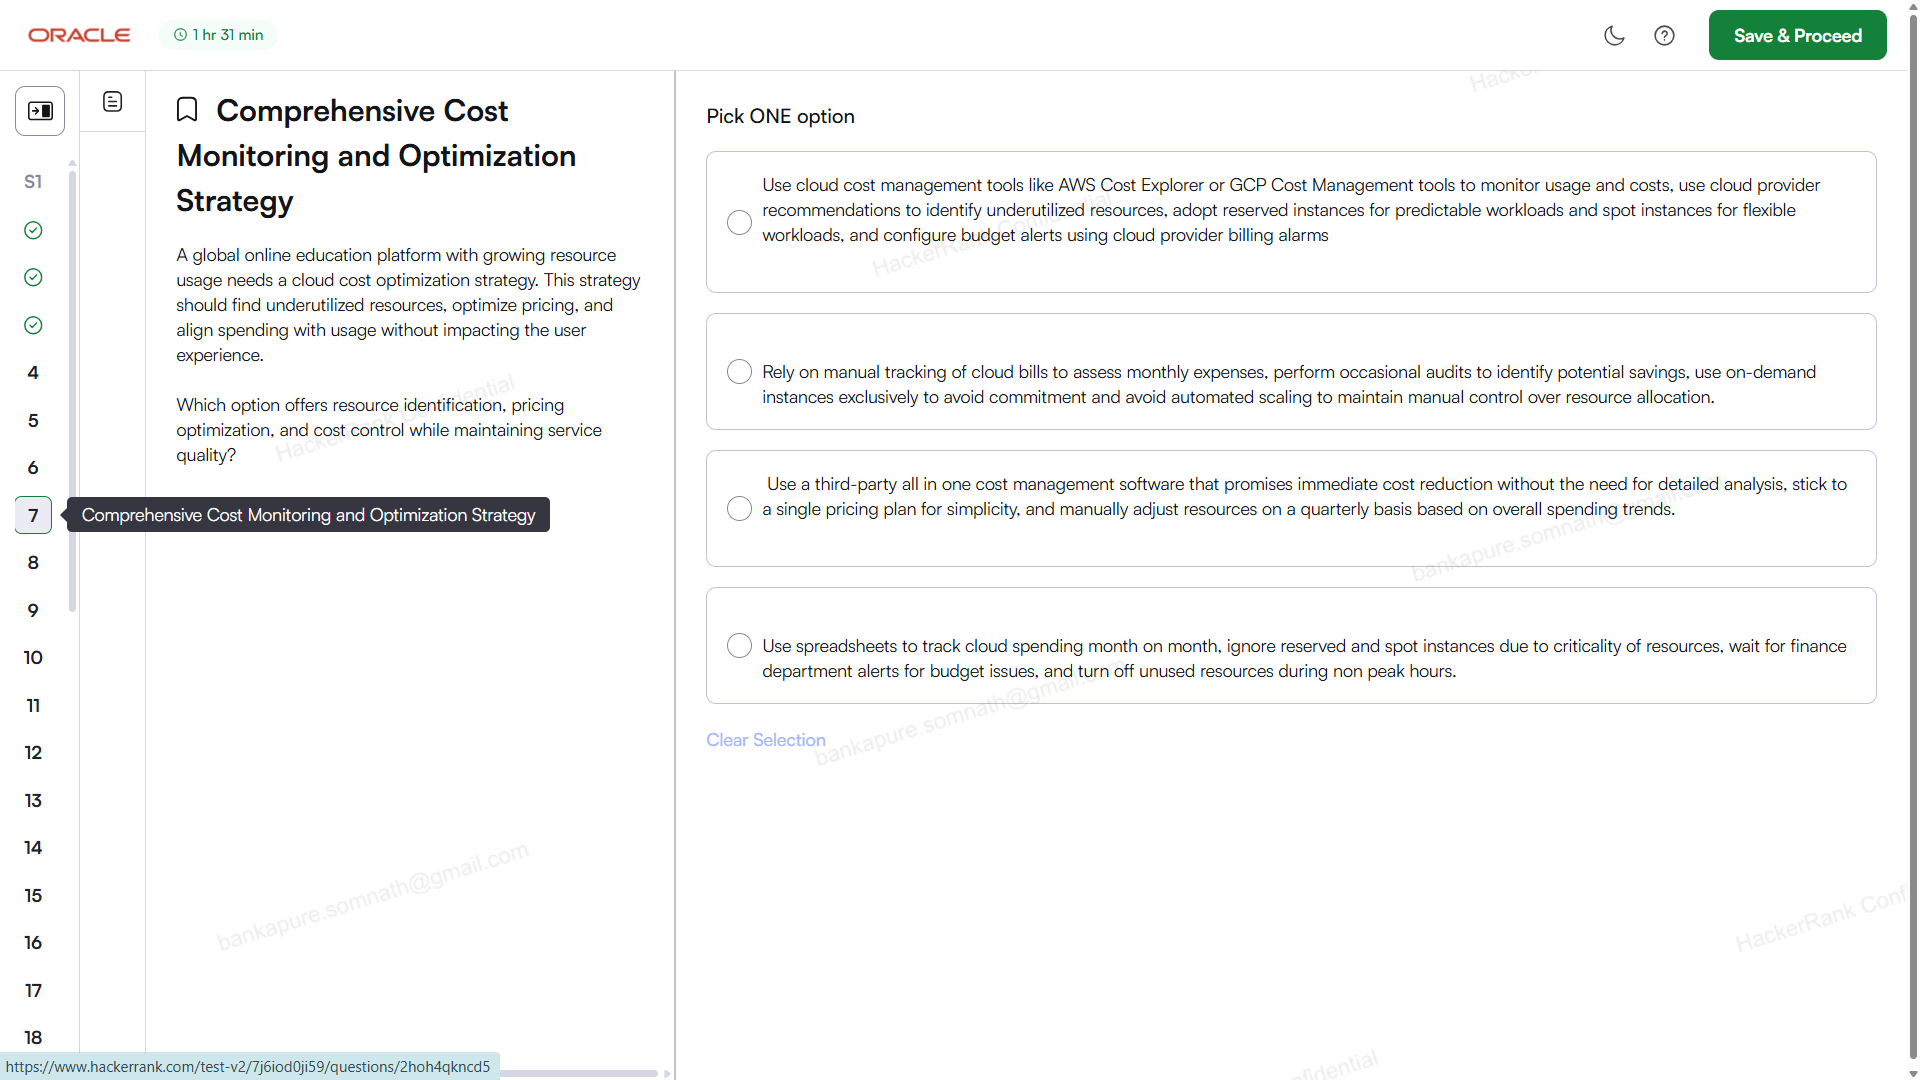 ORACLE
1 hr 31 min
Save & Proceed
S1
4
5
6
7
8
9
10
11
12
13
14
15
16
17
18
Comprehensive Cost
Monitoring and Optimization
Strategy
A global online education platform with growing resource
usage needs a cloud cost optimization strategy. This strategy
should find underutilized resources, optimize pricing, and
align spending with usage without impacting the user
experience.
Which option offers resource identification, pricing
optimization, and cost control while maintaining service
quality?
Comprehensive Cost Monitoring and Optimization Strategy
Pick ONE option
Use cloud cost management tools like AWS Cost Explorer or GCP Cost Management tools to monitor usage and costs, use cloud provider
recommendations to identify underutilized resources, adopt reserved instances for predictable workloads and spot instances for flexible
workloads, and configure budget alerts using cloud provider billing alarms
Rely on manual tracking of cloud bills to assess monthly expenses, perform occasional audits to identify potential savings, use on-demand
instances exclusively to avoid commitment and avoid automated scaling to maintain manual control over resource allocation.
Use a third-party all in one cost management software that promises immediate cost reduction without the need for detailed analysis, stick to
a single pricing plan for simplicity, and manually adjust resources on a quarterly basis based on overall spending trends.
Use spreadsheets to track cloud spending month on month, ignore reserved and spot instances due to criticality of resources, wait for finance
department alerts for budget issues, and turn off unused resources during non peak hours.
Clear Selection
HackerRank Confidential
HackerRank Confidential
bankapure.somnath@gmail.com
bankapure.somnath@gmail.com
bankapure.somnath@gmail.com
HackerRank Conf
https://www.hackerrank.com/test-v2/7j6iod0ji59/questions/2hoh4qkncd5